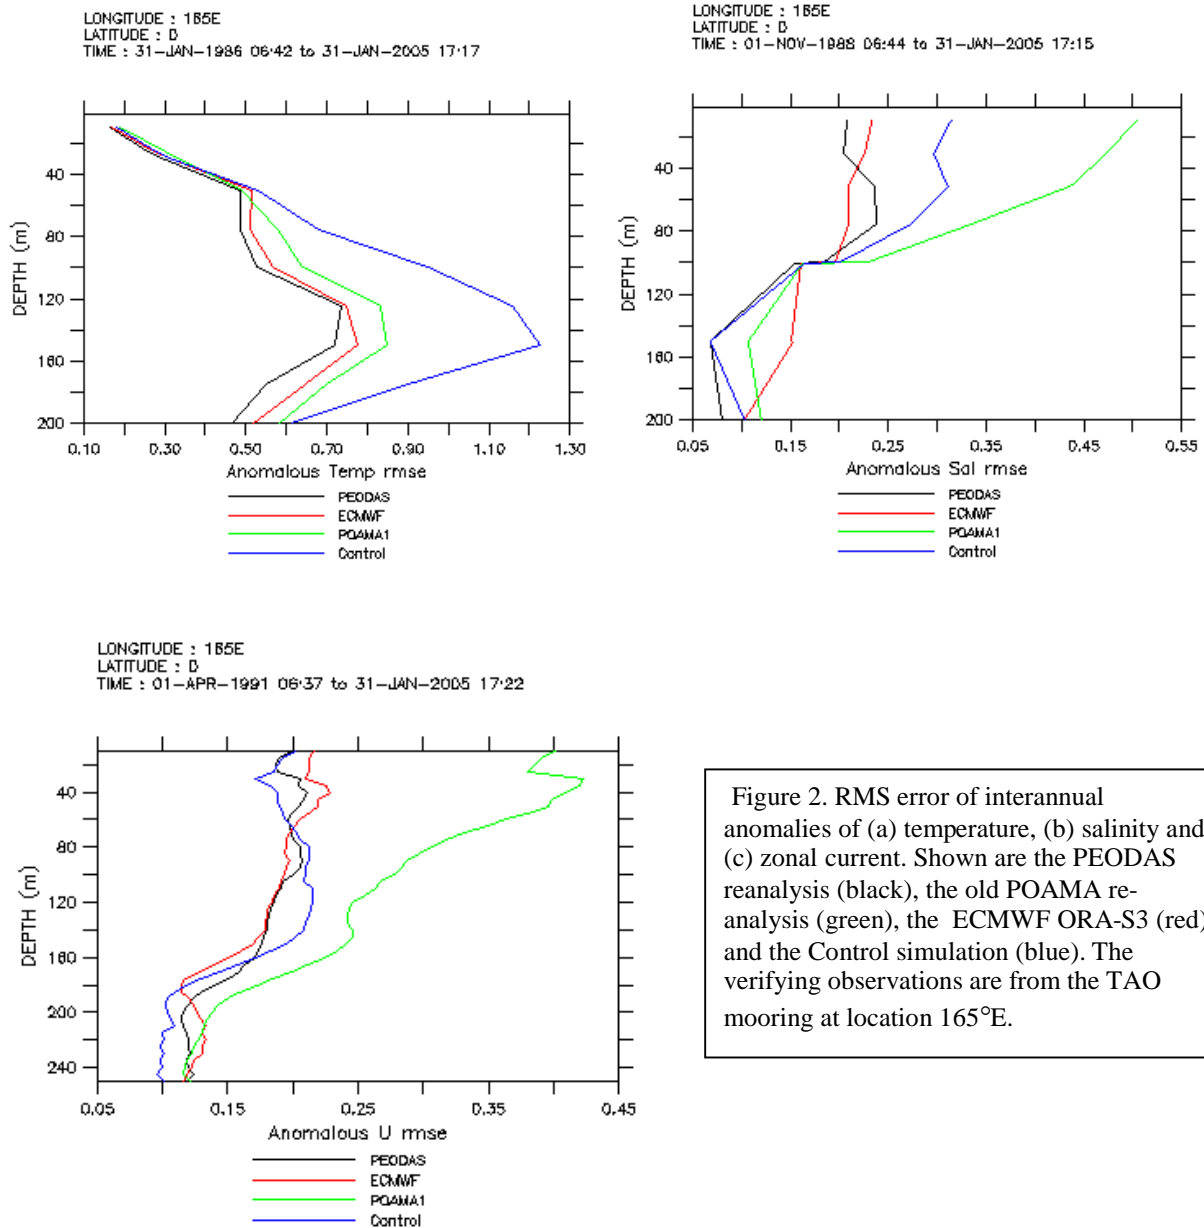 LONGITUDE : 165E
LATITUDE : 0
TIME : 31-JAN-1986 06:42 to 31-JAN-2005 17:17
DEPTH (m)
40
80
120
160
200
0.10
0.30
0.50
0.70
0.90
1.10
1.30
Anomalous Temp rmse
PEODAS
ECMWF
POAMA1
Control
LONGITUDE : 165E
LATITUDE : 0
TIME : 01-NOV-1988 06:44 to 31-JAN-2005 17:15
DEPTH (m)
40
80
120
160
200
0.05
0.15
0.25
0.35
0.45
0.55
Anomalous Sal rmse
PEODAS
ECMWF
POAMA1
Control
LONGITUDE : 165E
LATITUDE : 0
TIME : 01-APR-1991 06:37 to 31-JAN-2005 17:22
DEPTH (m)
40
80
120
160
200
240
0.05
0.15
0.25
0.35
0.45
Anomalous U rmse
PEODAS
ECMWF
POAMA1
Control
Figure 2. RMS error of interannual
anomalies of (a) temperature, (b) salinity and
(c) zonal current. Shown are the PEODAS
reanalysis (black), the old POAMA re-
analysis (green), the ECMWF ORA-S3 (red)
and the Control simulation (blue). The
verifying observations are from the TAO
mooring at location 165°E.